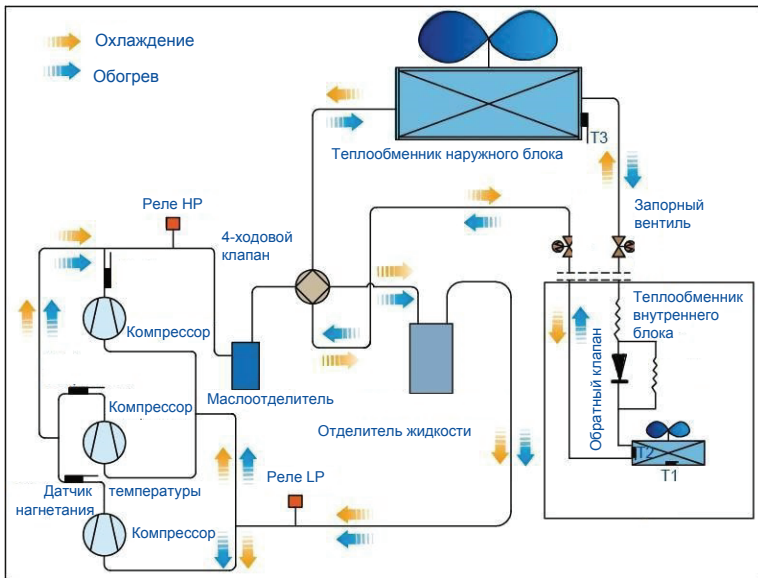 Охлаждение
Обогрев
Теплообменник наружного блока
T3
Реле HP
4-ходовой
клапан
Запорный
вентиль
Компрессор
Маслоотделитель
Отделитель жидкости
Теплообменник
внутреннего
блока
Обратный клапан
Компрессор
T2
T1
Датчик температуры
нагнетания
Реле LP
Компрессор